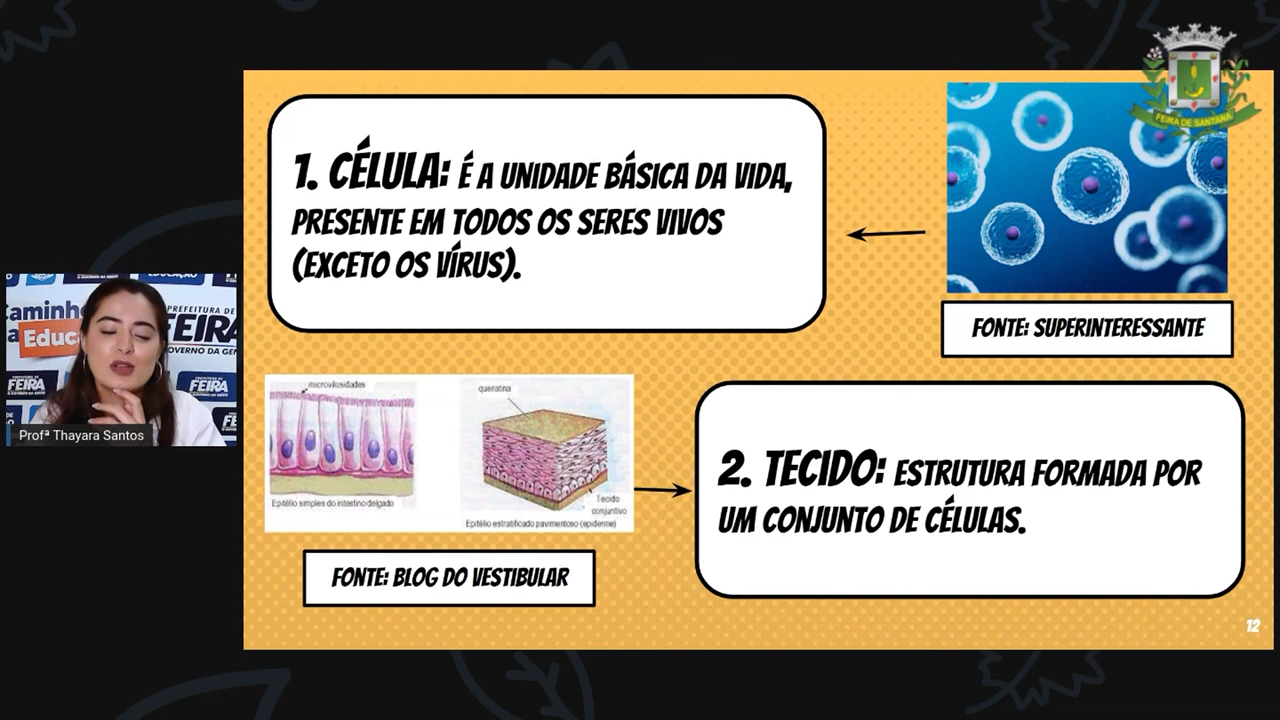 FEIRA DE SANTANA
1. CÉLULA: É A UNIDADE BÁSICA DA VIDA,
PRESENTE EM TODOS OS SERES VIVOS
(EXCETO OS VÍRUS).
FONTE: SUPERINTERESSANTE
EDUCAÇÃO
aminh
a Educ
PREFEITURA DE
FEIRA
GOVERNO DA GEN
FEIRA
FEIRA
Profª Thayara Santos
microvilosidades
Epitélio simples do intestino delgado
queratina
Tecido
conjuntivo
Epitélio estratificado pavimentoso (epiderme)
FONTE: BLOG DO VESTIBULAR
2. TECIDO: ESTRUTURA FORMADA POR
UM CONJUNTO DE CÉLULAS.
12